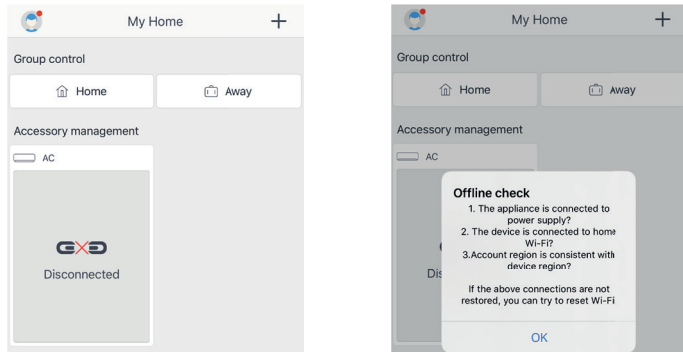 My Home
Group control
Home
Away
Accessory management
AC
Disconnected
My Home
Group control
Home
Away
Accessory management
AC
Offline check
1. The appliance is connected to
power supply?
2. The device is connected to home
Wi-Fi?
3.Account region is consistent with
device region?
Dis
If the above connections are not
restored, you can try to reset Wi-Fi
OK